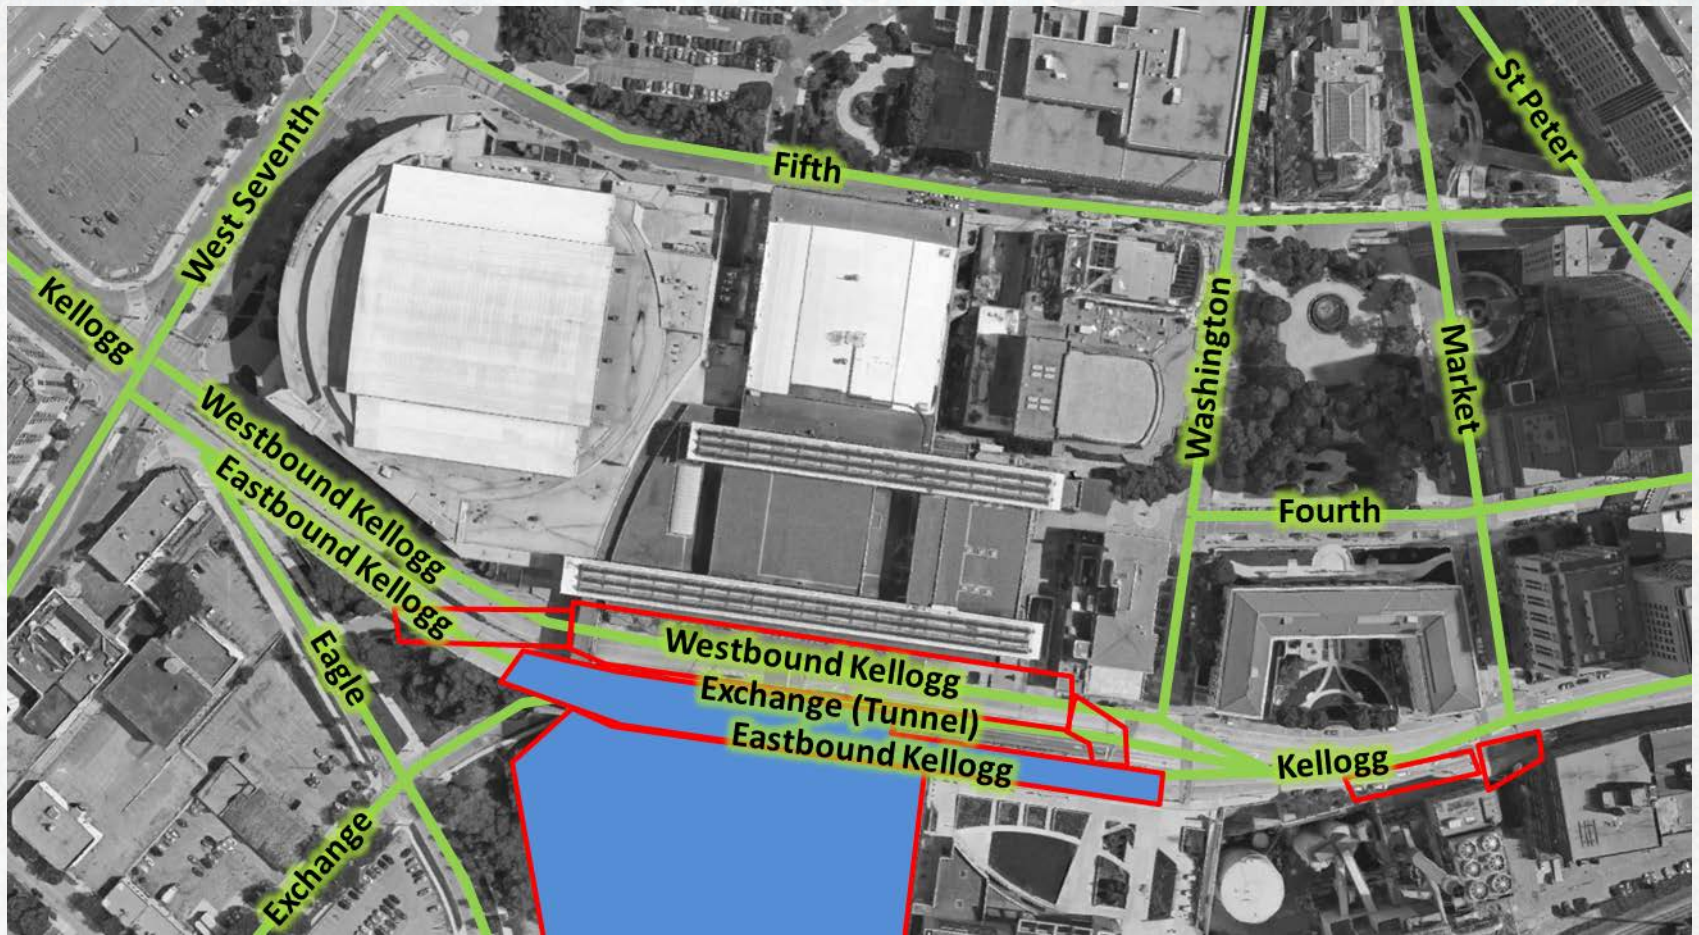 St Peter
West Seventh
Fifth
Kellogg
Washington
Market
Westbound Kellogg
Eastbound Kellogg
Fourth
Eagle
Westbound Kellogg
Exchange (Tunnel)
Eastbound Kellogg
Kellogg
Exchange